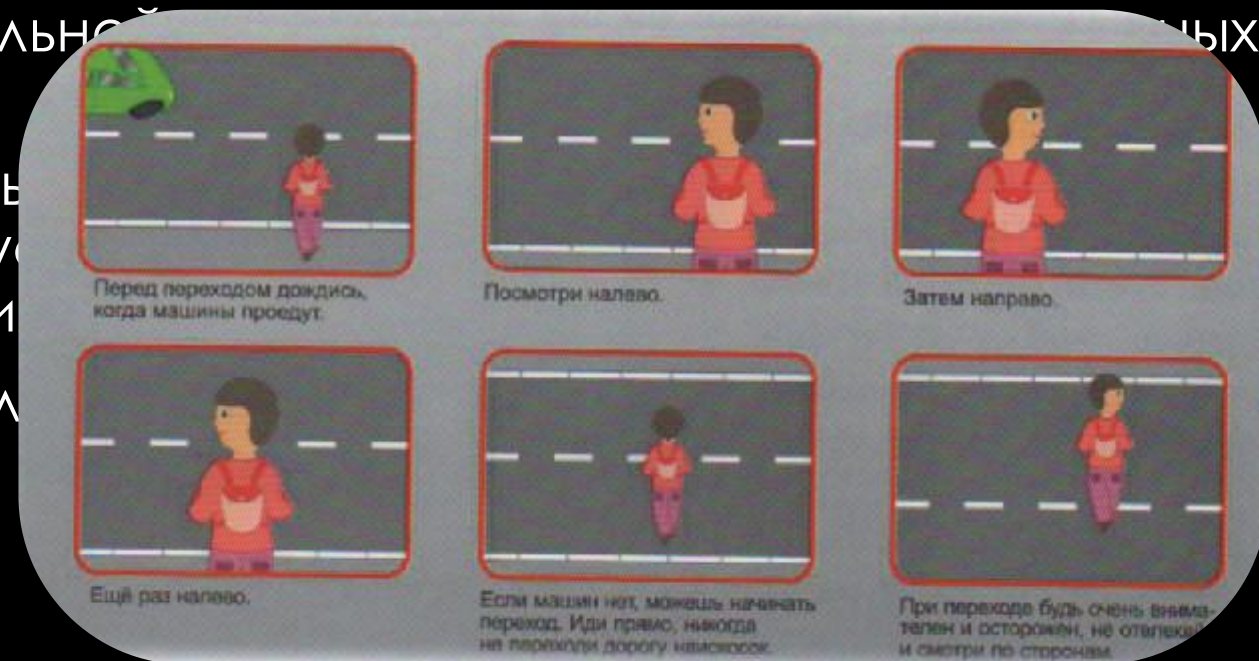 Перед переходом дождись,
когда машины проедут.
Посмотри налево.
Затем направо.
Ещё раз налево.
Если машин нет, можешь начинать
переход. Иди прямо, никогда
не переходи дорогу наискосок.
При переходе будь очень внима-
телен и осторожен, не отвлекай
и смотри по сторонам.